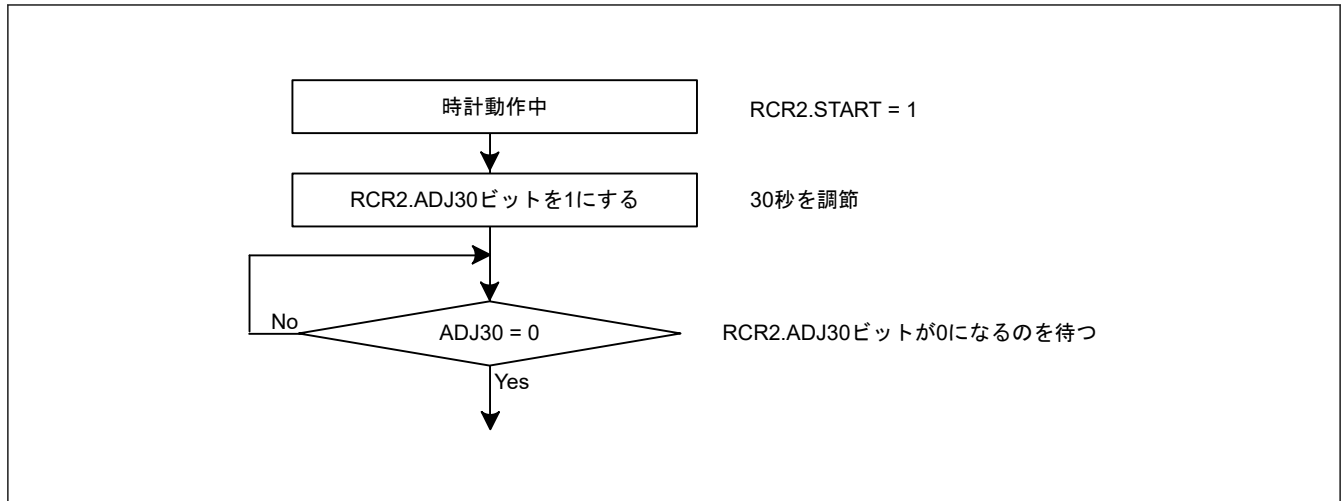 時計動作中
RCR2.START = 1
RCR2.ADJ30ビットを1にする
30秒を調節
No
ADJ30 = 0
RCR2.ADJ30ビットが0になるのを待つ
Yes